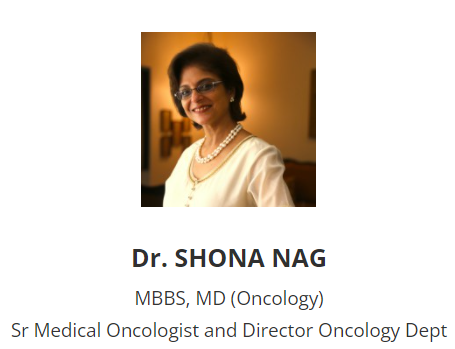 Dr. SHONA NAG
MBBS, MD (Oncology)
Sr Medical Oncologist and Director Oncology Dept